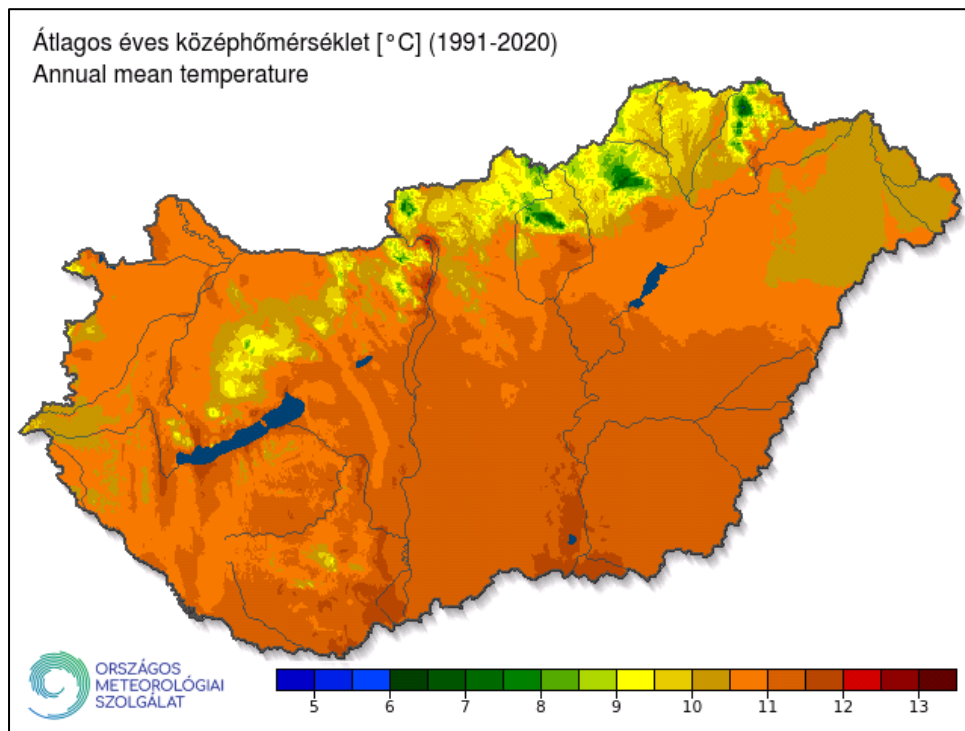 Átlagos éves középhőmérséklet [°C] (1991-2020)
Annual mean temperature
ORSZÁGOS
METEOROLÓGIAI
SZOLGÁLAT
5 6 7 8 9 10 11 12 13